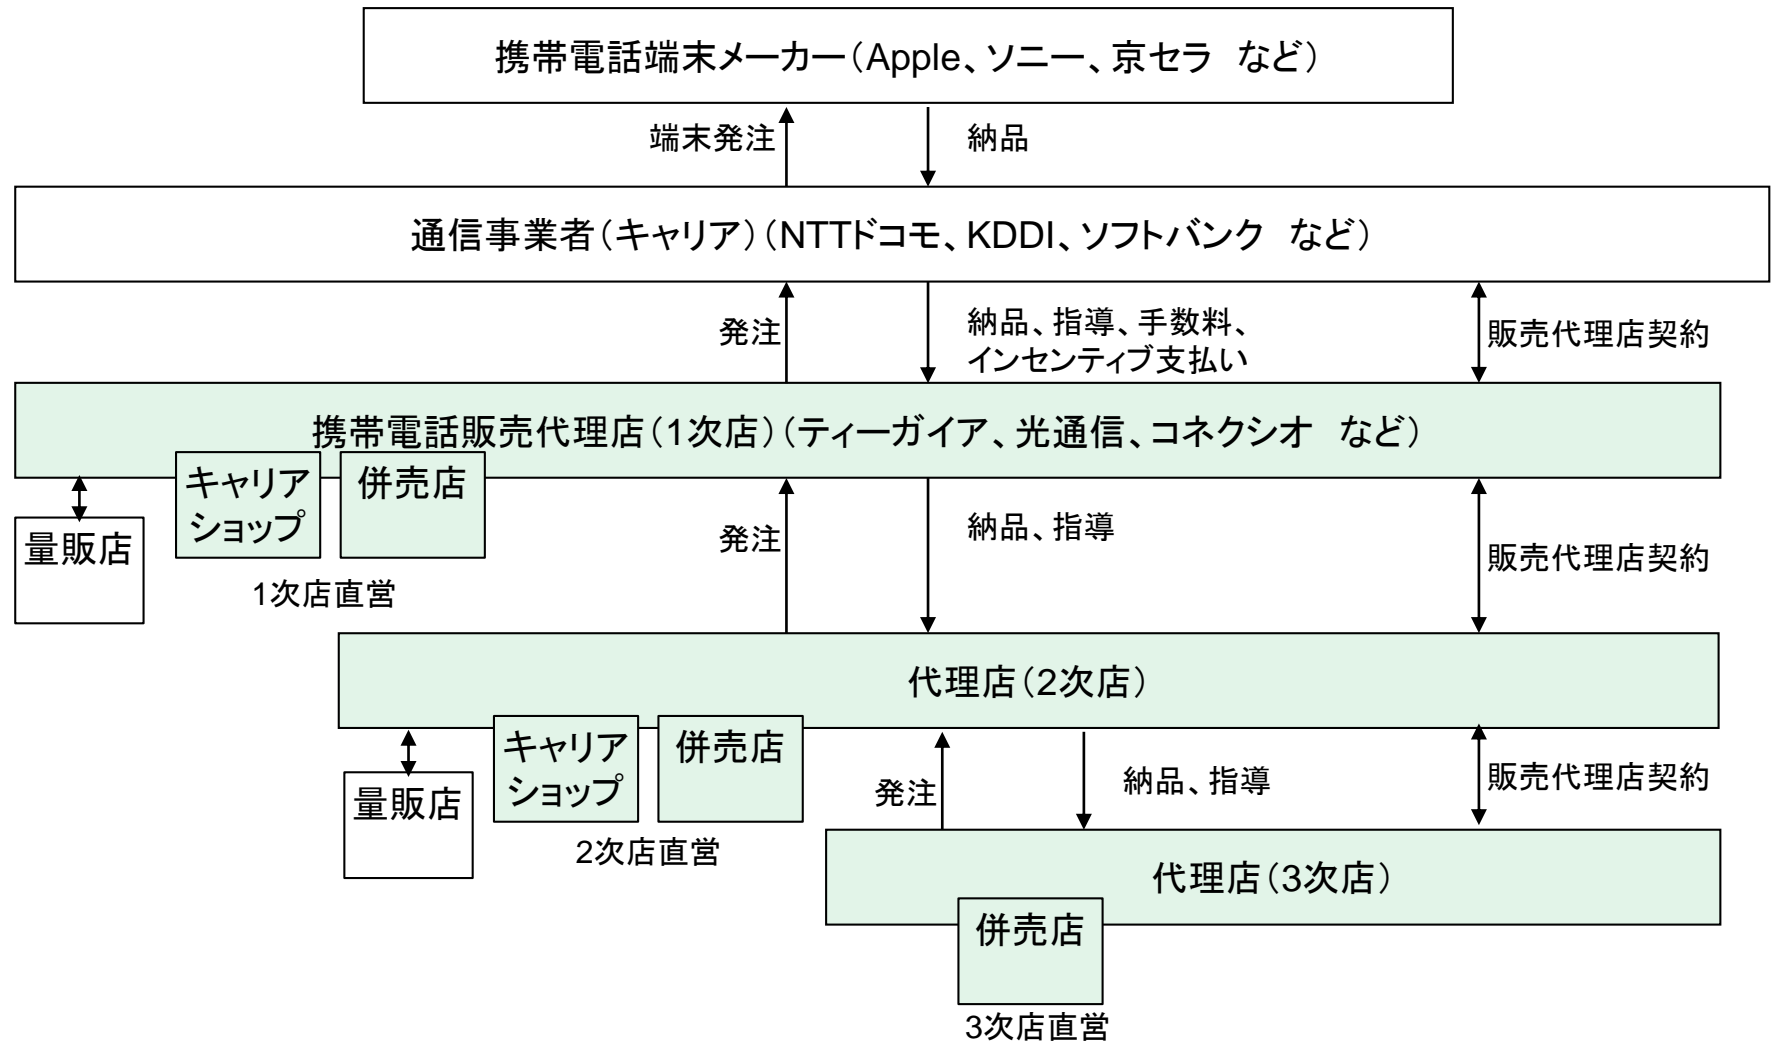 携帯電話端末メーカー(Apple、ソニー、京セラ など)
端末発注
納品
通信事業者(キャリア)(NTTドコモ、KDDI、ソフトバンク など)
発注
納品、指導、手数料、
インセンティブ支払い
販売代理店契約
携帯電話販売代理店(1次店)(ティーガイア、光通信、コネクシオ など)
量販店
キャリア
ショップ
併売店
1次店直営
発注
納品、指導
販売代理店契約
代理店(2次店)
量販店
キャリア
ショップ
併売店
2次店直営
発注
納品、指導
販売代理店契約
代理店(3次店)
併売店
3次店直営